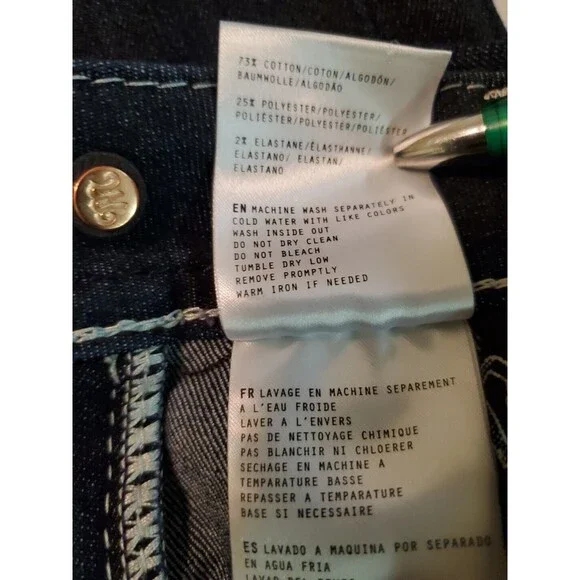 73% COTTON/COTON/ALGODÓN/
BAUMWOLLE/ALGODÃO
25% POLYESTER/POLYESTER/
POLIÉSTER/POLYESTER/POLIÉSTER
2% ELASTANE/ÉLASTHANNE/
ELASTANO/ ELASTAN/
ELASTANO
EN MACHINE WASH SEPARATELY IN
COLD WATER WITH LIKE COLORS
WASH INSIDE OUT
DO NOT DRY CLEAN
DO NOT BLEACH
TUMBLE DRY LOW
REMOVE PROMPTLY
WARM IRON IF NEEDED
FR LAVAGE EN MACHINE SEPAREMENT
A L'EAU FROIDE
LAVER A L'ENVERS
PAS DE NETTOYAGE CHIMIQUE
PAS BLANCHIR NI CHLOERER
SECHAGE EN MACHINE A
TEMPARATURE BASSE
REPASSER A TEMPARATURE
BASE SI NECESSAIRE
ES LAVADO A MAQUINA POR SEPARADO
EN AGUA FRIA
LAVAR DEL